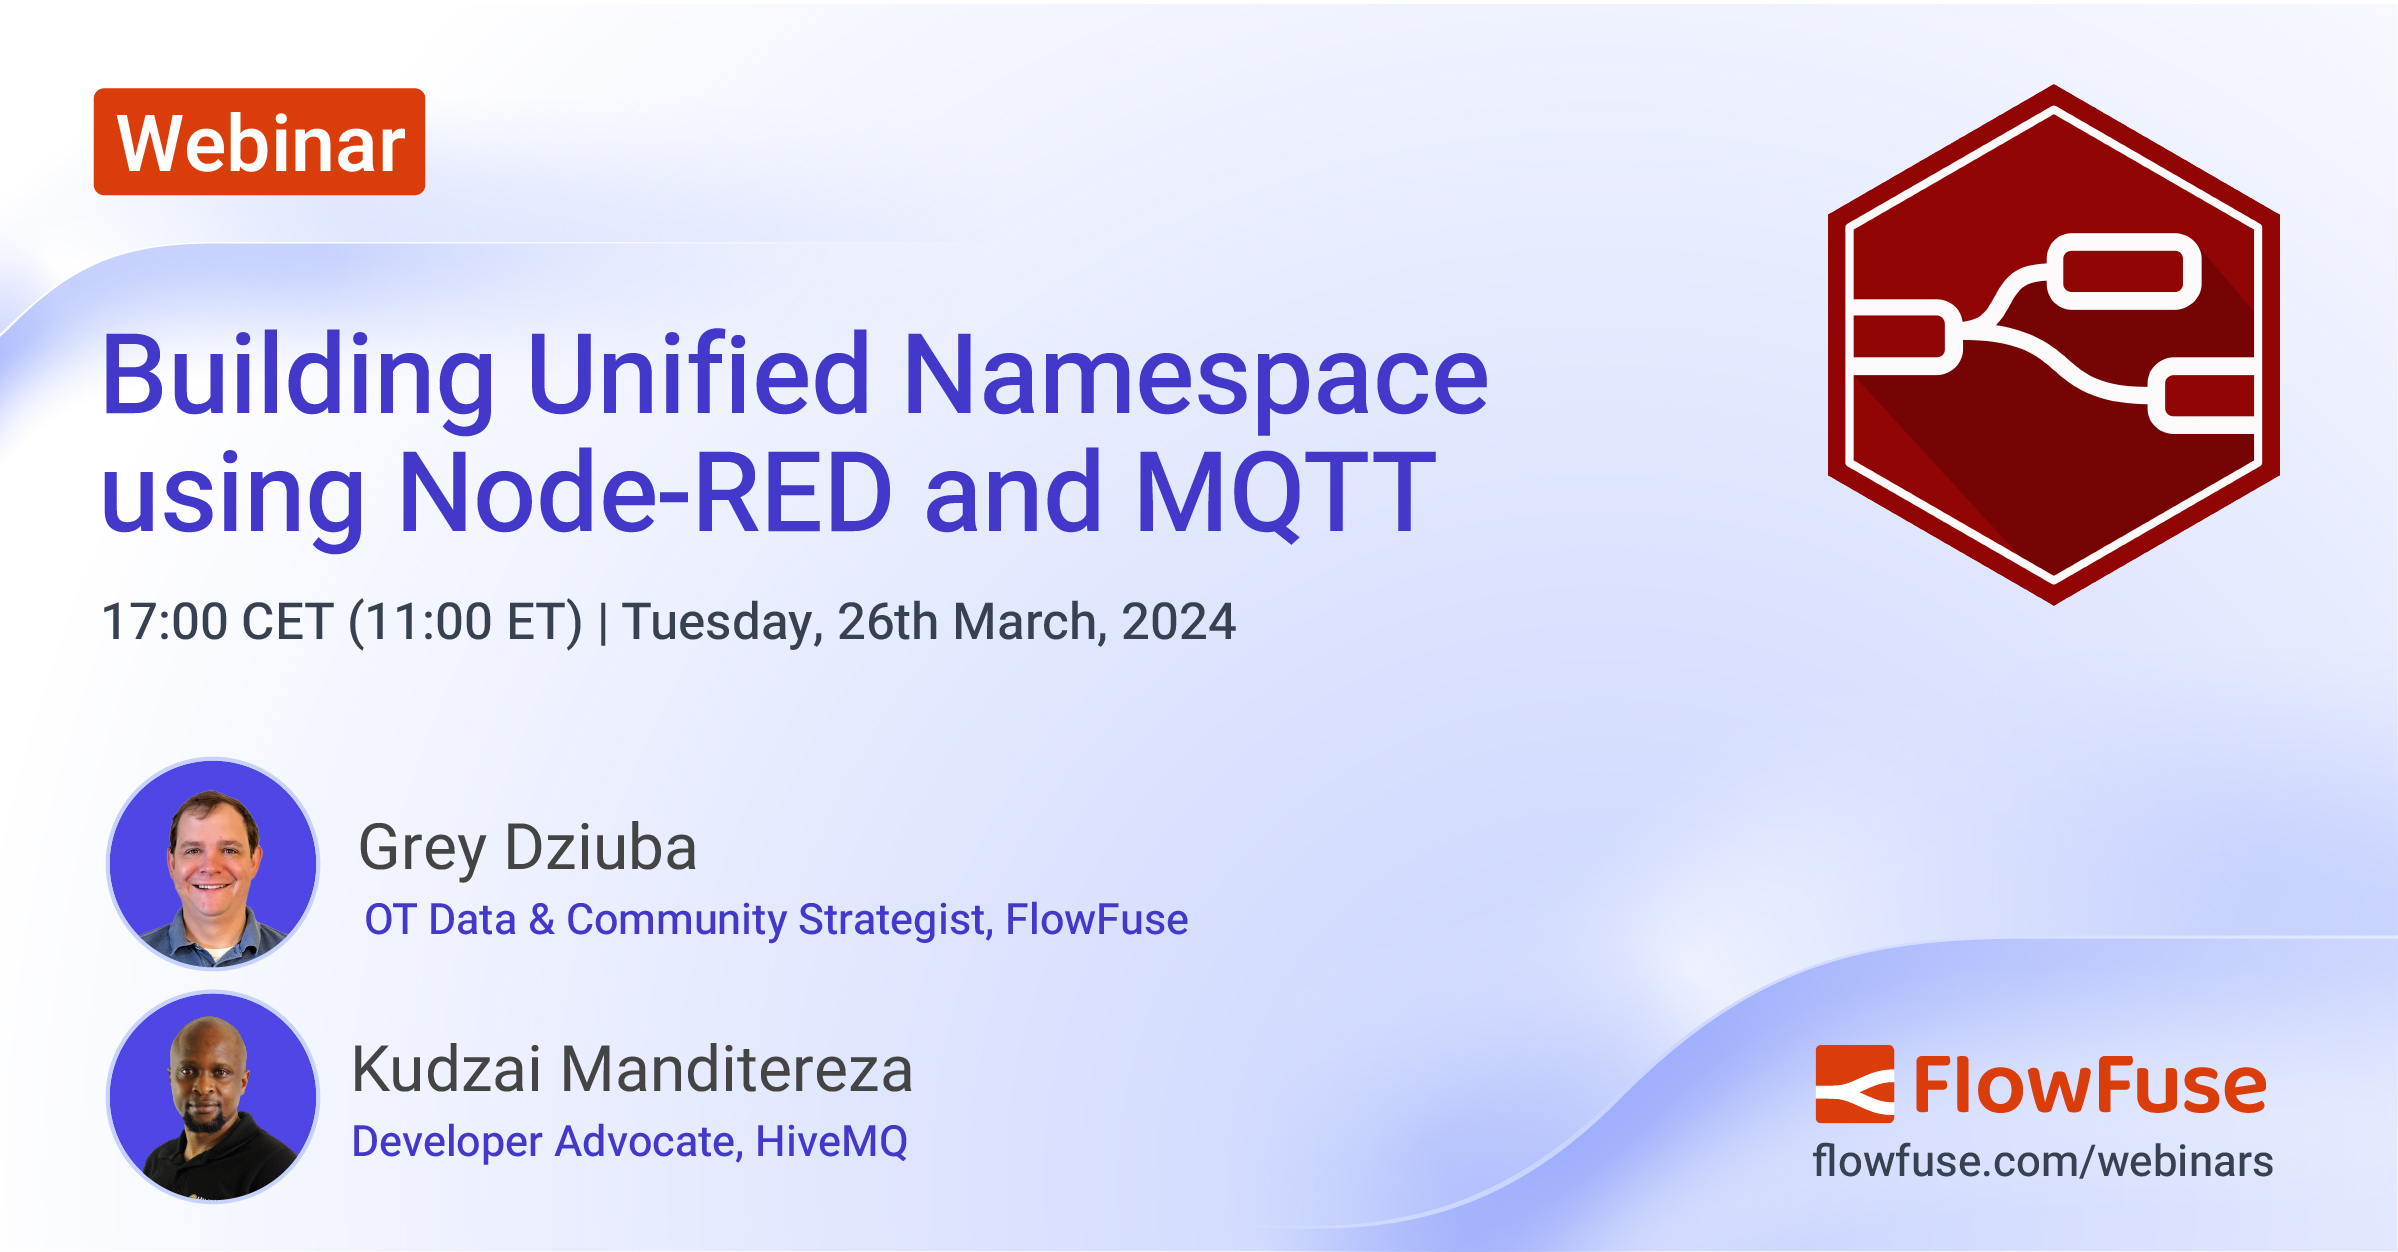 Webinar
Building Unified Namespace
using Node-RED and MQTT
17:00 CET (11:00 ET) | Tuesday, 26th March, 2024
Grey Dziuba
OT Data & Community Strategist, FlowFuse
Kudzai Manditereza
Developer Advocate, HiveMQ
FlowFuse
flowfuse.com/webinars